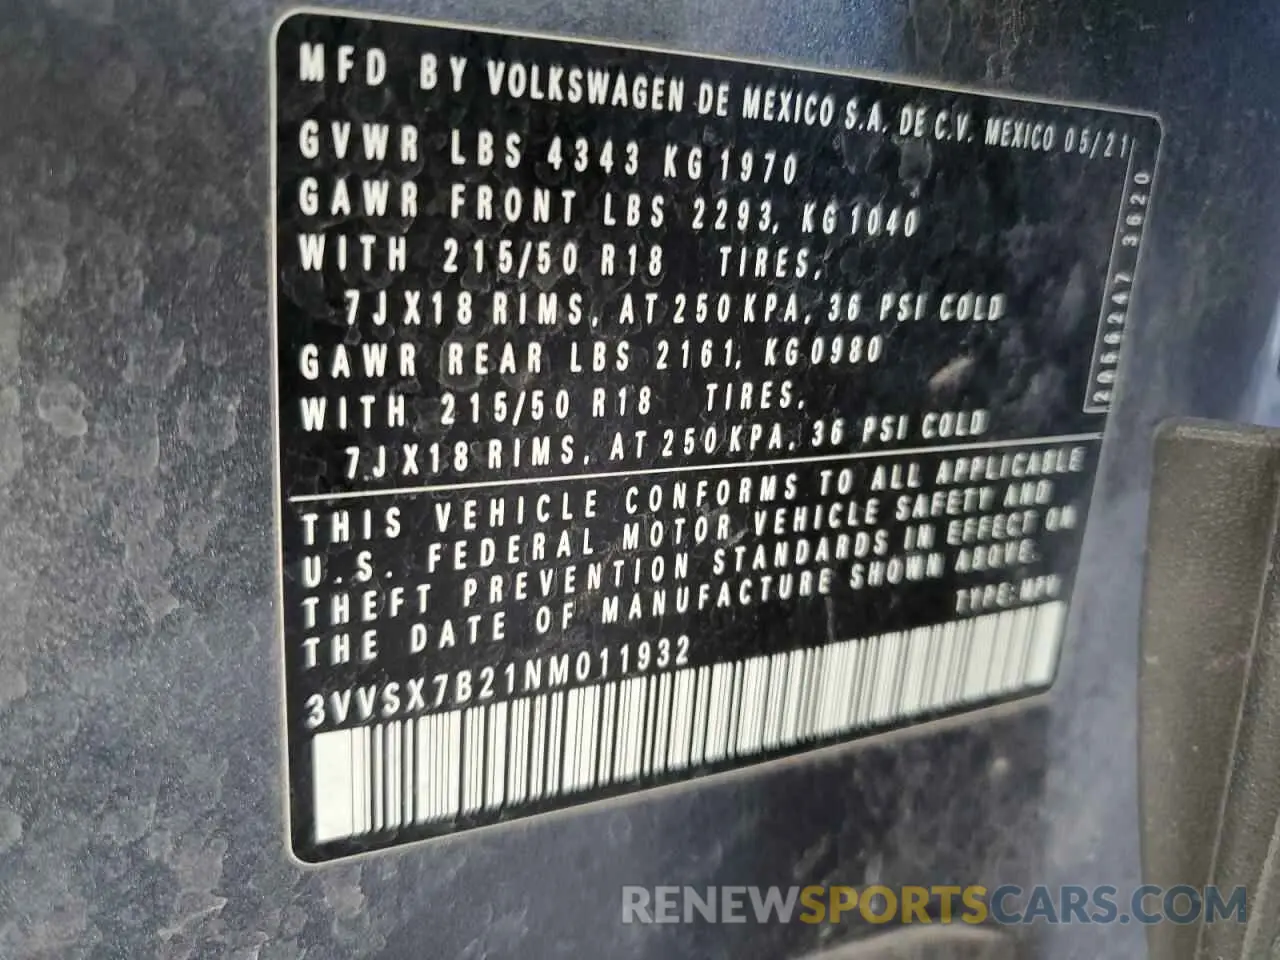 MFD BY VOLKSWAGEN DE MEXICO S.A. DE C.V. MEXICO 05/21
GVWR LBS 4343 KG 1970
GAWR FRONT LBS 2293, KG 1040
WITH 215/50 R18 TIRES,
7JX18 RIMS, AT 250 KPA, 36 PSI COLD
GAWR REAR LBS 2161, KG 0980
WITH 215/50 R18 TIRES,
7JX18 RIMS, AT 250 KPA, 36 PSI COLD
THIS VEHICLE CONFORMS TO ALL APPLICABLE
U.S. FEDERAL MOTOR VEHICLE SAFETY AND
THEFT PREVENTION STANDARDS IN EFFECT ON
THE DATE OF MANUFACTURE SHOWN ABOVE.
TYPE: MPV
3VVSX7B21NM011932
3620
RENEWSPORTSCARS.COM